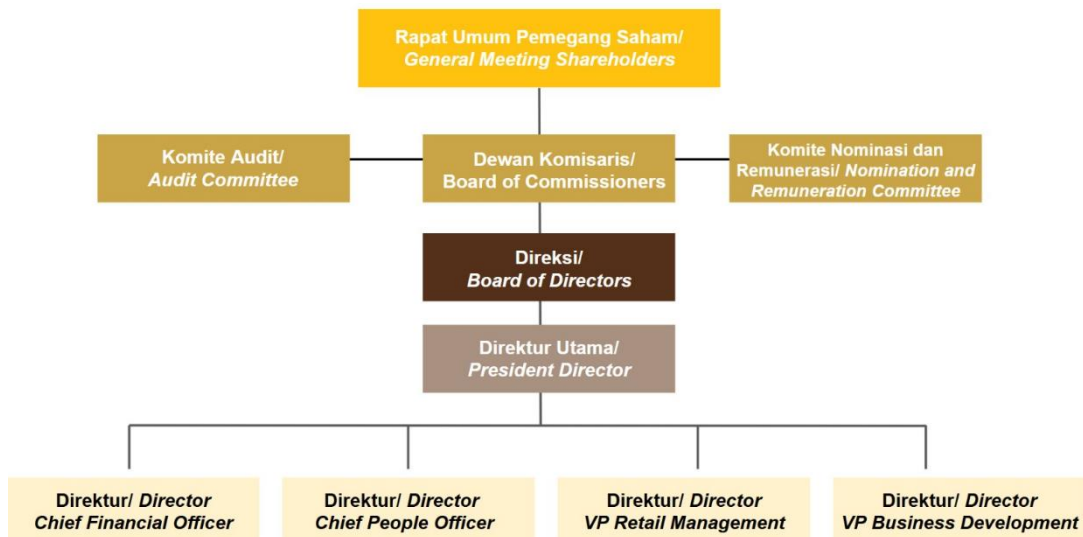 Rapat Umum Pemegang Saham/
General Meeting Shareholders
Komite Audit/
Audit Committee
Dewan Komisaris/
Board of Commissioners
Komite Nominasi dan
Remunerasi/ Nomination and
Remuneration Committee
Direksi/
Board of Directors
Direktur Utama/
President Director
Direktur/ Director
Chief Financial Officer
Direktur/ Director
Chief People Officer
Direktur/ Director
VP Retail Management
Direktur/ Director
VP Business Development